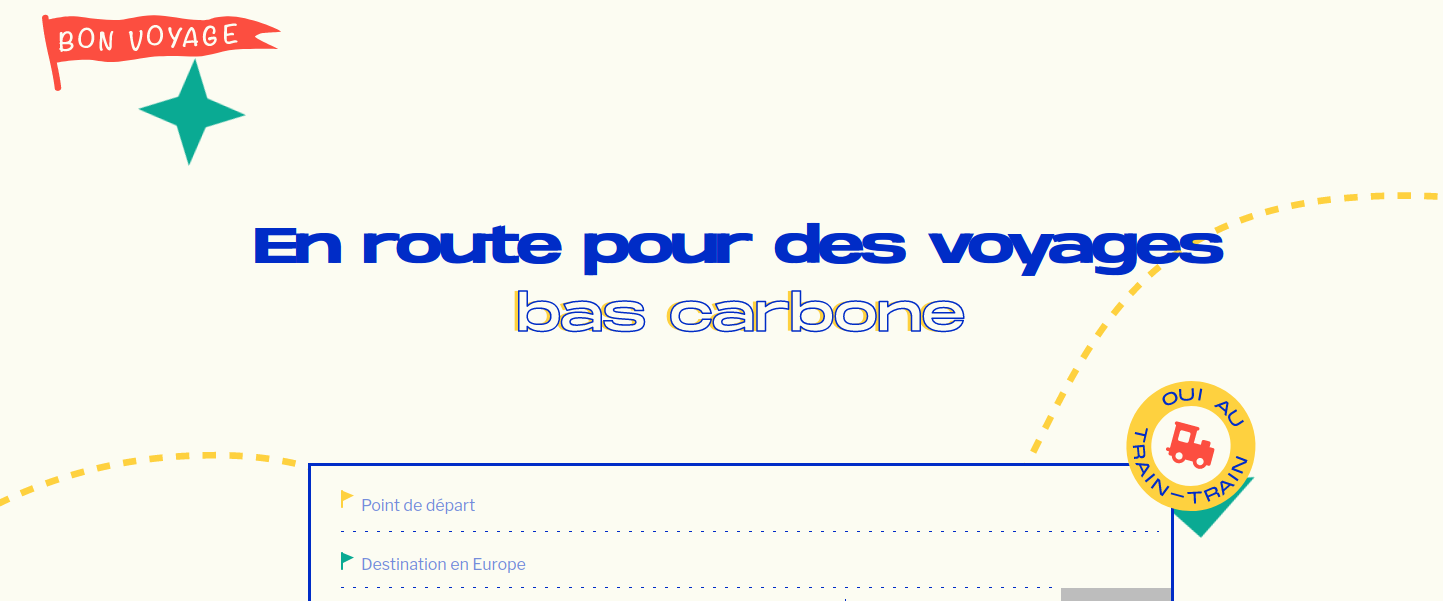 BON VOYAGE
En route pour des voyages
bas carbone
OUI AU
TRAIN-TRAIN
Point de départ
Destination en Europe